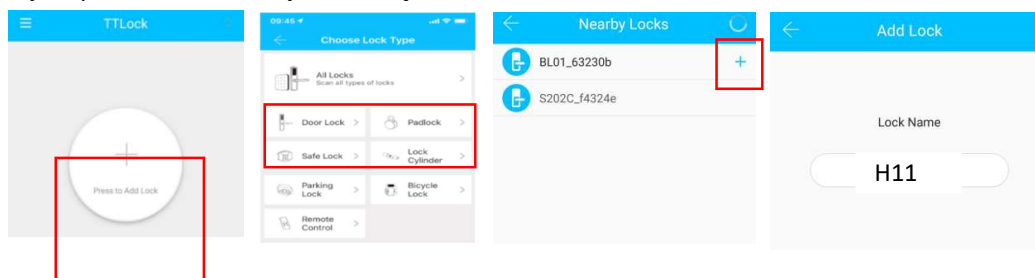 TTLock
Press to Add Lock
09:45
Choose Lock Type
All Locks
Scan all types of locks
Door Lock
Padlock
Safe Lock
Lock
Cylinder
Parking
Lock
Bicycle
Lock
Remote
Control
Nearby Locks
BL01_63230b
S202C_f4324e
Add Lock
Lock Name
H11